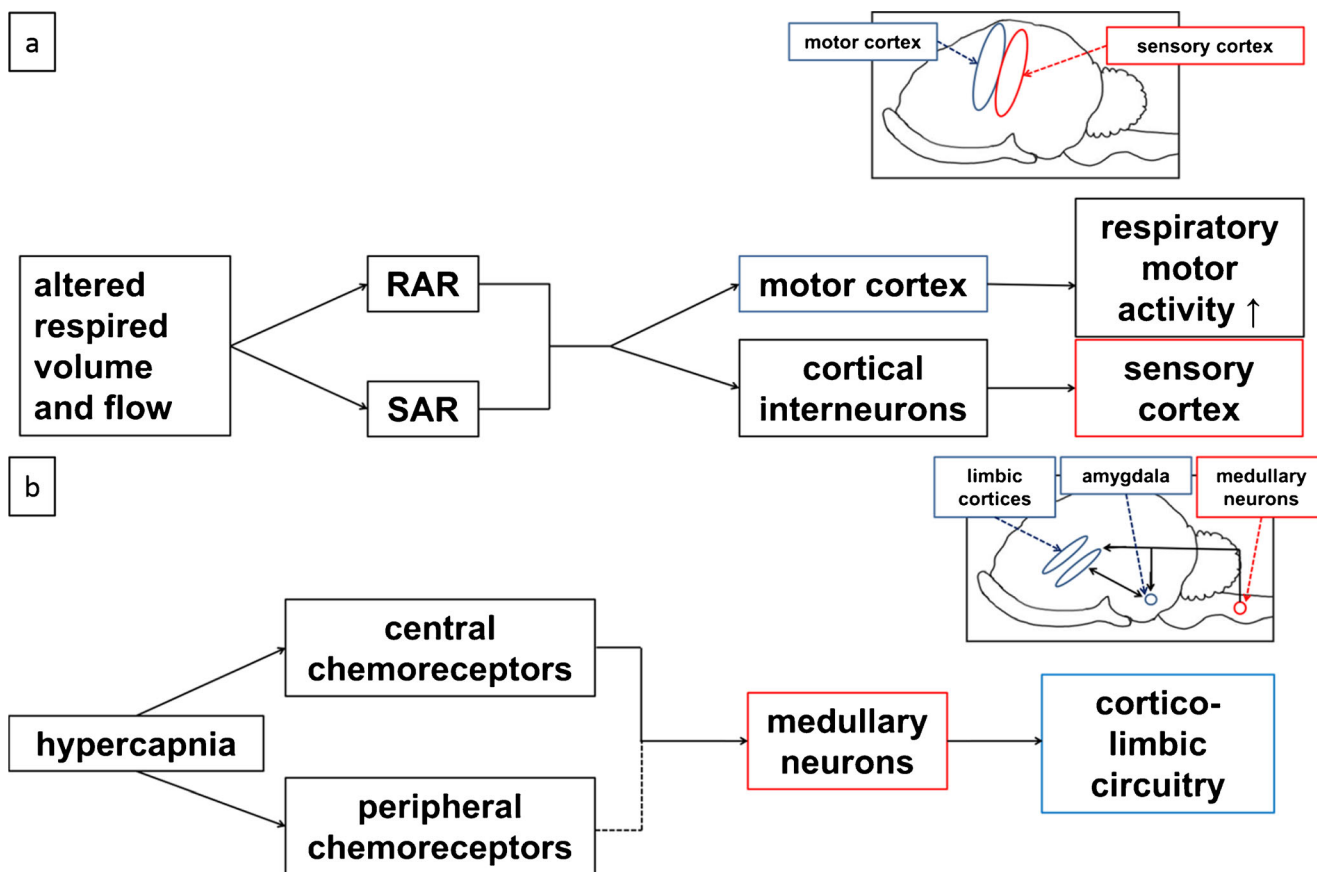 a
motor cortex
sensory cortex
altered
respired
volume
and flow
RAR
SAR
motor cortex
cortical
interneurons
respiratory
motor
activity ↑
sensory
cortex
b
limbic
cortices
amygdala
medullary
neurons
hypercapnia
central
chemoreceptors
peripheral
chemoreceptors
medullary
neurons
cortico-
limbic
circuitry